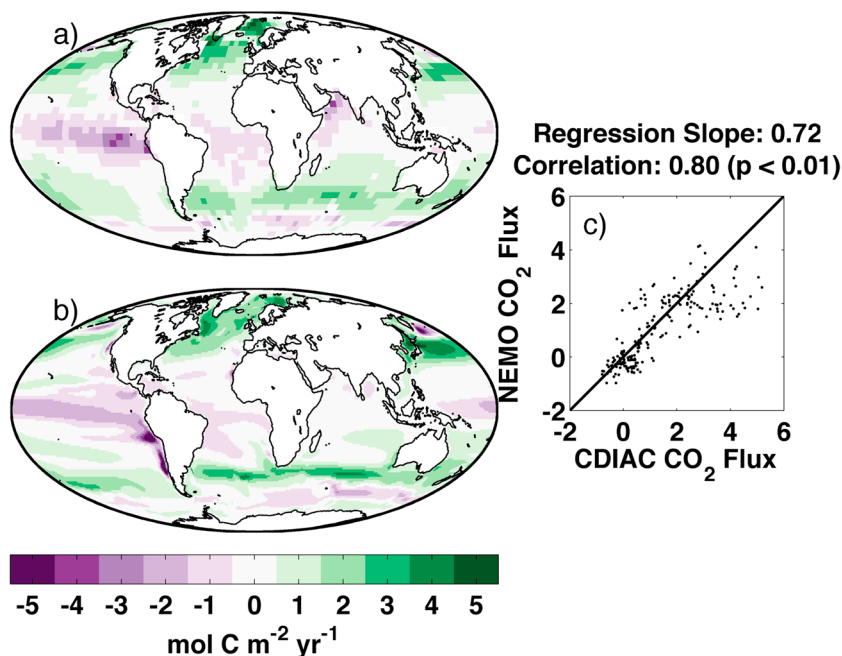 a)
b)
-5 -4 -3 -2 -1 0 1 2 3 4 5
mol C m⁻² yr⁻¹
Regression Slope: 0.72
Correlation: 0.80 (p < 0.01)
c)
NEMO CO₂ Flux
6
4
2
0
-2
-2 0 2 4 6
CDIAC CO₂ Flux